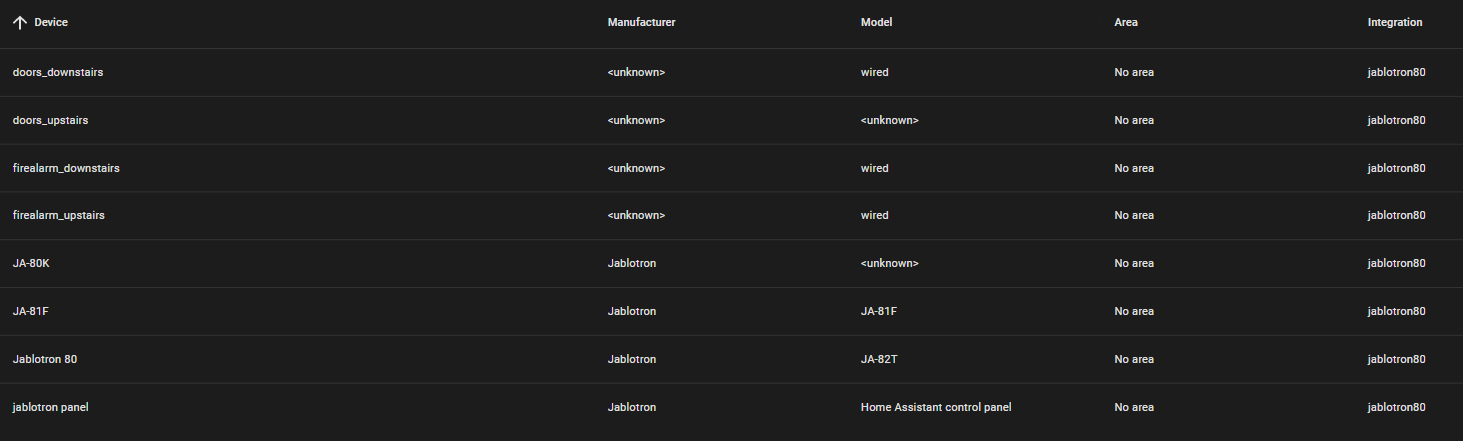 Device Manufacturer Model Area Integration
doors_downstairs <unknown> wired No area jablotron80
doors_upstairs <unknown> <unknown> No area jablotron80
firealarm_downstairs <unknown> wired No area jablotron80
firealarm_upstairs <unknown> wired No area jablotron80
JA-80K Jablotron <unknown> No area jablotron80
JA-81F Jablotron JA-81F No area jablotron80
Jablotron 80 Jablotron JA-82T No area jablotron80
jablotron panel Jablotron Home Assistant control panel No area jablotron80